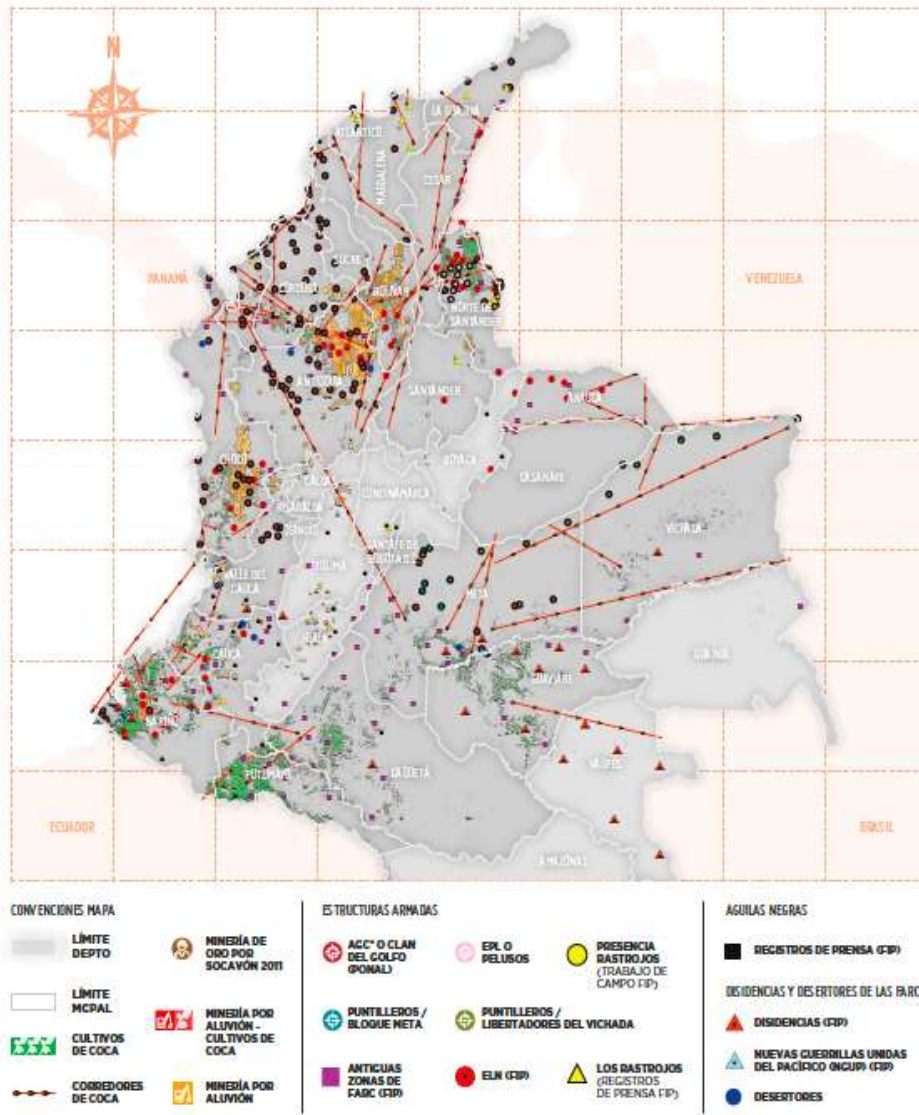 N
LA GUAJIRA
ATLÁNTICO
MAGDALENA
CESAR
SUCRE
PANAMÁ
VENEZUELA
CÓRDOBA
BOLÍVAR
NORTE DE
SANTANDER
ANTIOQUIA
SANTANDER
ARAUCA
BOYACÁ
CHOCÓ
CASANARE
CALDAS
CUNDINAMARCA
RISARALDA
VICHADA
QUINDÍO
SANTAFE DE
BOGOTÁ D.C.
TOLIMA
VALLE DEL
CAUCA
META
HUILA
CAUCA
GUAINÍA
GUAVIARE
NARIÑO
VAUPÉS
PUTUMAYO
CAQUETÁ
ECUADOR
BRASIL
AMAZONAS
CONVENCIONES MAPA
LÍMITE
DEPTO
LÍMITE
MCPAL
CULTIVOS
DE COCA
CORREDORES
DE COCA
MINERÍA DE
ORO POR
SOCAVÓN 2011
MINERÍA POR
ALUVIÓN -
CULTIVOS DE
COCA
MINERÍA POR
ALUVIÓN
ESTRUCTURAS ARMADAS
AGC* O CLAN
DEL GOLFO
(PONAL)
PUNTILLEROS /
BLOQUE META
ANTIGUAS
ZONAS DE
FARC (FIP)
EPL O
PELUSOS
PUNTILLEROS /
LIBERTADORES DEL VICHADA
ELN (FIP)
PRESENCIA
RASTROJOS
(TRABAJO DE
CAMPO FIP)
LOS RASTROJOS
(REGISTROS
DE PRENSA FIP)
AGUILAS NEGRAS
REGISTROS DE PRENSA (FIP)
DISIDENCIAS Y DESERTORES DE LAS FARC
DISIDENCIAS (FIP)
NUEVAS GUERRILLAS UNIDAS
DEL PACÍFICO (NGUP) (FIP)
DESERTORES